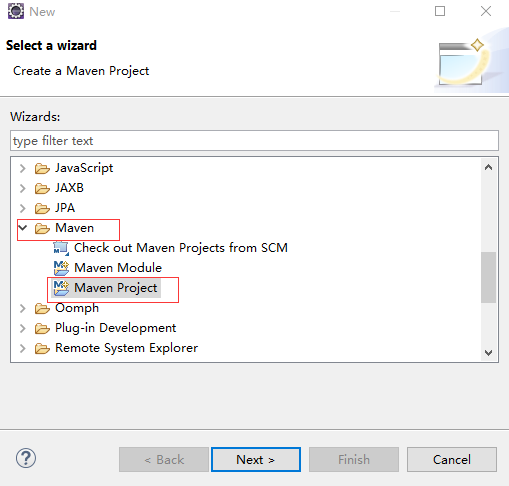 New
Select a wizard
Create a Maven Project
Wizards:
type filter text
JavaScript
JAXB
JPA
Maven
Check out Maven Projects from SCM
Maven Module
Maven Project
Oomph
Plug-in Development
Remote System Explorer
?
< Back
Next >
Finish
Cancel